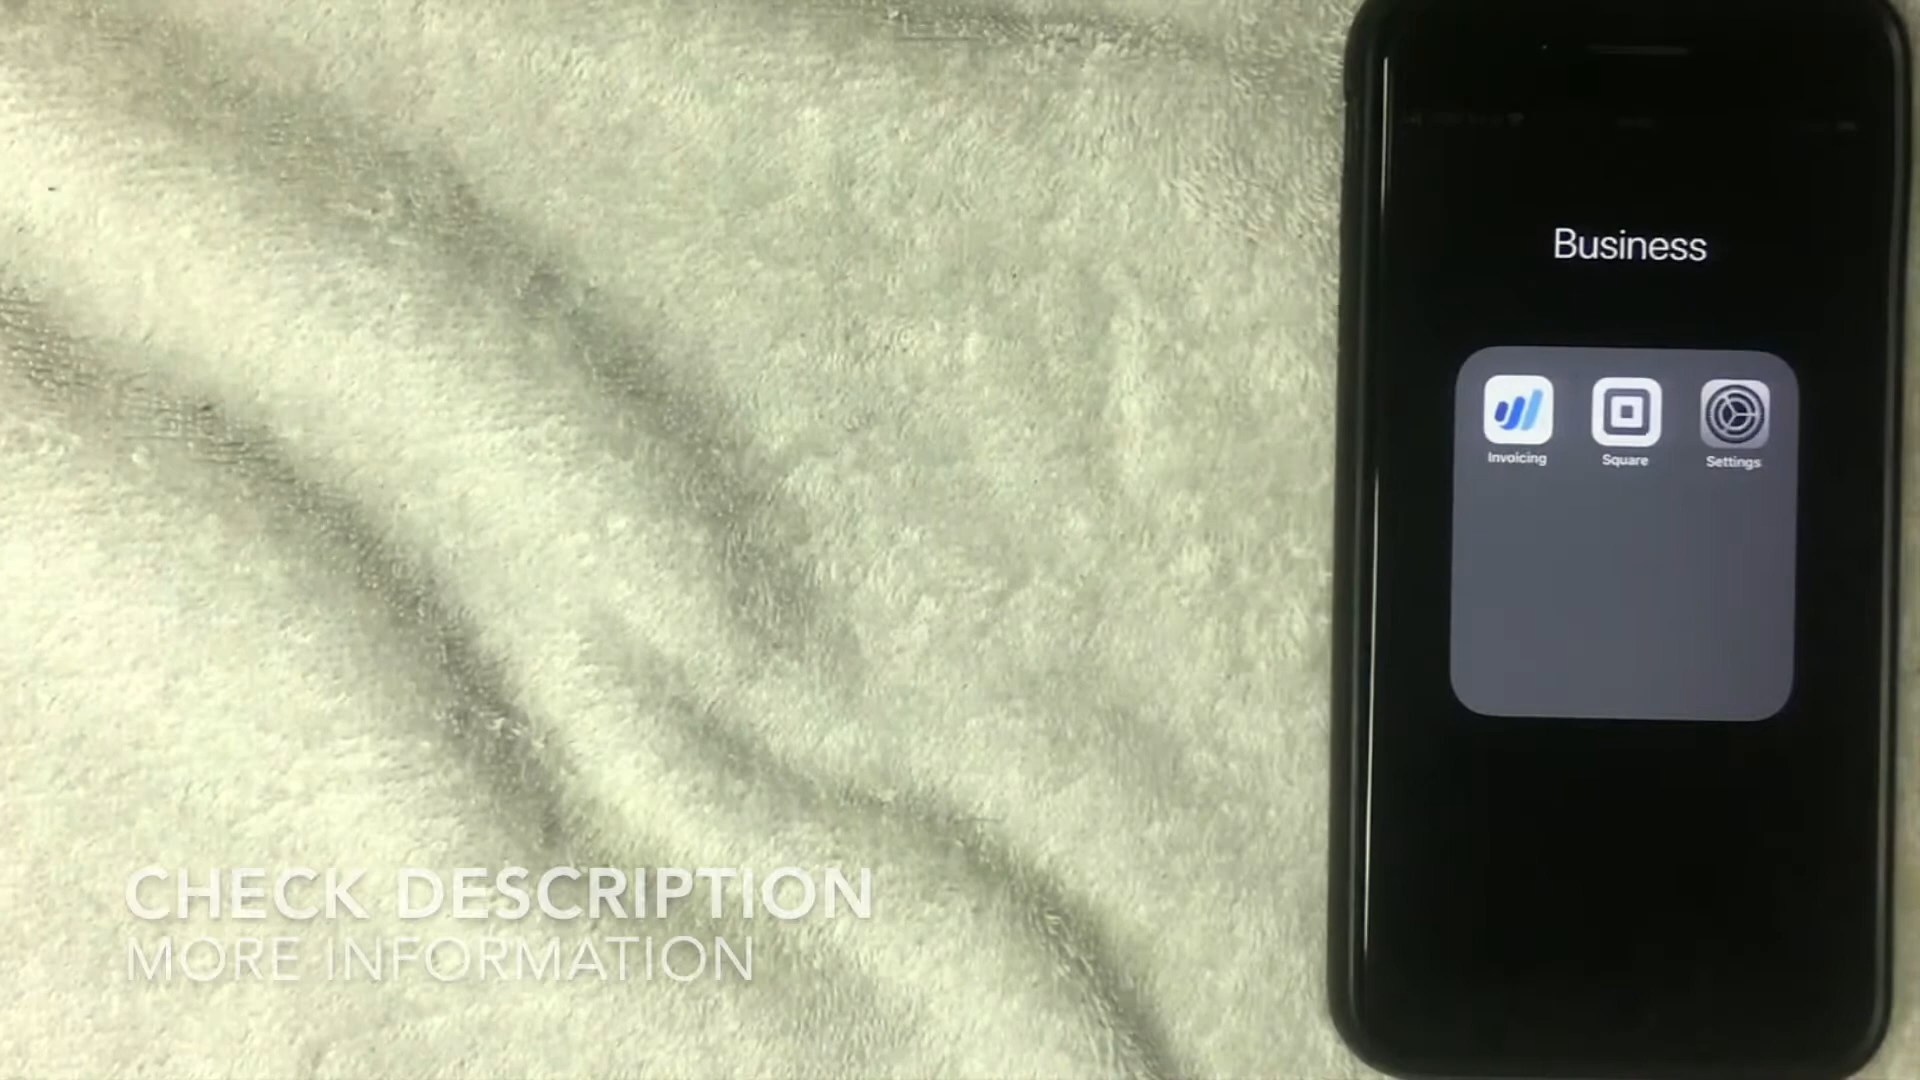 Business
Invoicing
Square
Settings
CHECK DESCRIPTION
MORE INFORMATION